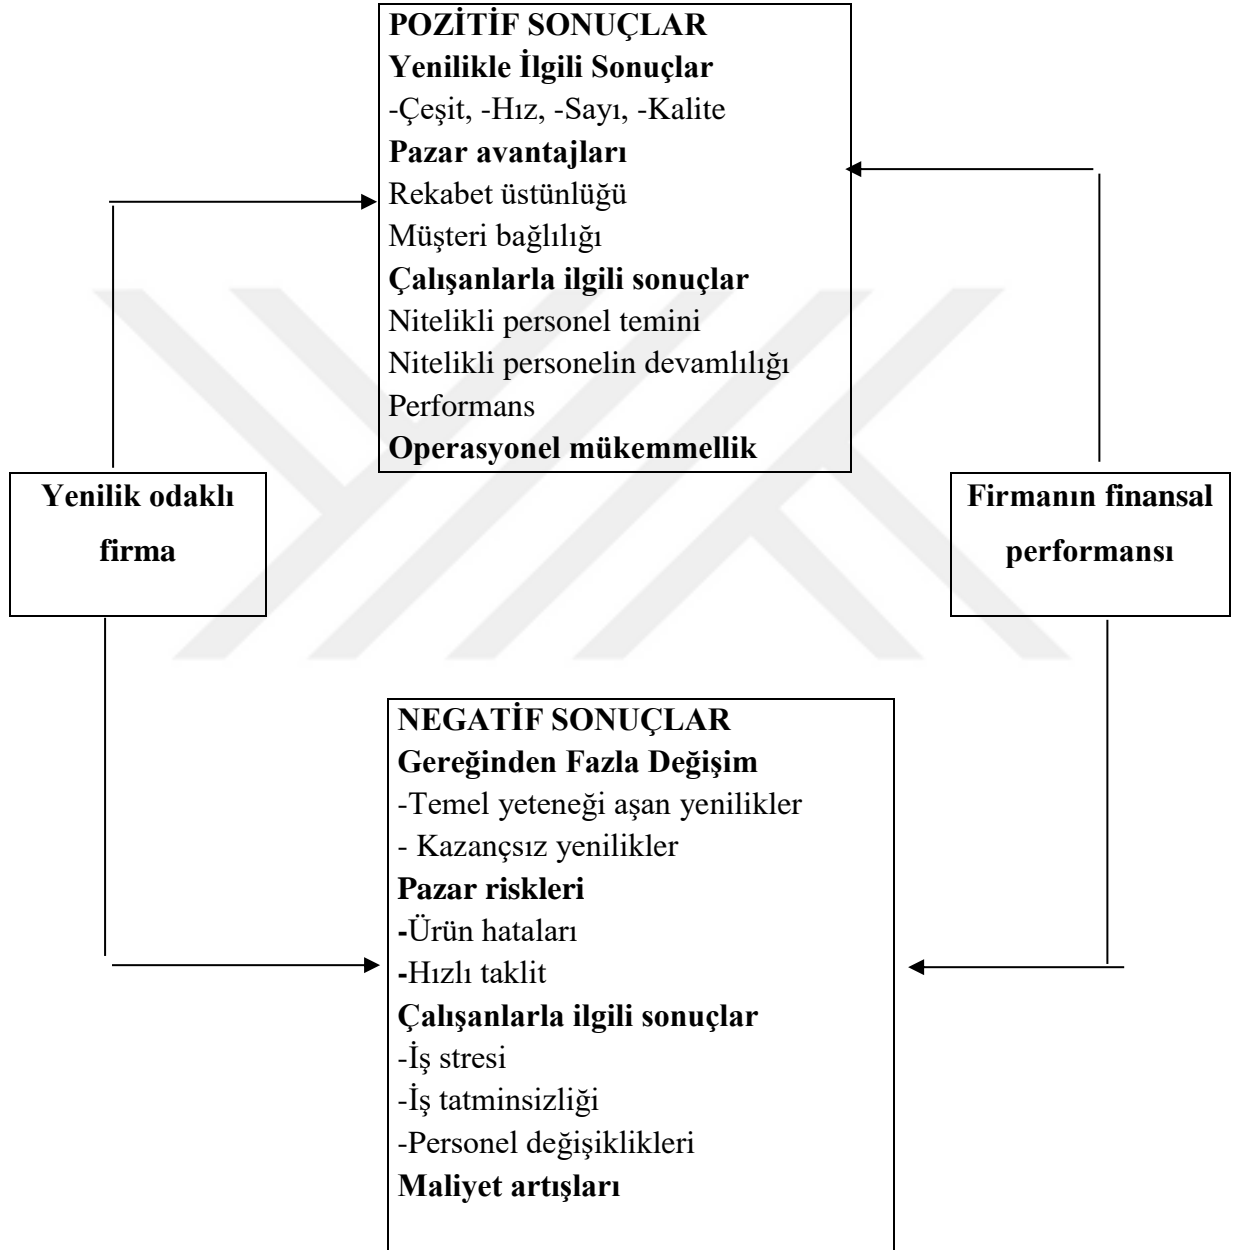 POZİTİF SONUÇLAR
Yenilikle İlgili Sonuçlar
-Çeşit, -Hız, -Sayı, -Kalite
Pazar avantajları
Rekabet üstünlüğü
Müşteri bağlılığı
Çalışanlarla ilgili sonuçlar
Nitelikli personel temini
Nitelikli personelin devamlılığı
Performans
Operasyonel mükemmellik
Yenilik odaklı
firma
Firmanın finansal
performansı
NEGATİF SONUÇLAR
Gereğinden Fazla Değişim
-Temel yeteneği aşan yenilikler
- Kazançsız yenilikler
Pazar riskleri
-Ürün hataları
-Hızlı taklit
Çalışanlarla ilgili sonuçlar
-İş stresi
-İş tatminsizliği
-Personel değişiklikleri
Maliyet artışları